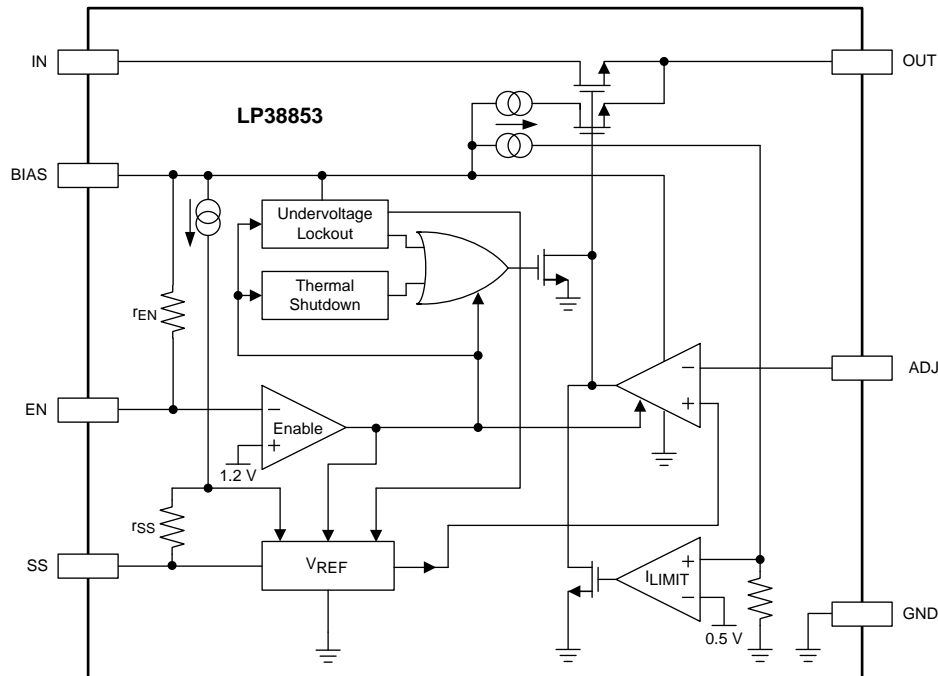 IN
OUT
LP38853
BIAS
Undervoltage
Lockout
Thermal
Shutdown
rEN
ADJ
−
+
EN
−
Enable
+
1.2 V
rSS
SS
VREF
+
ILIMIT
−
0.5 V
GND